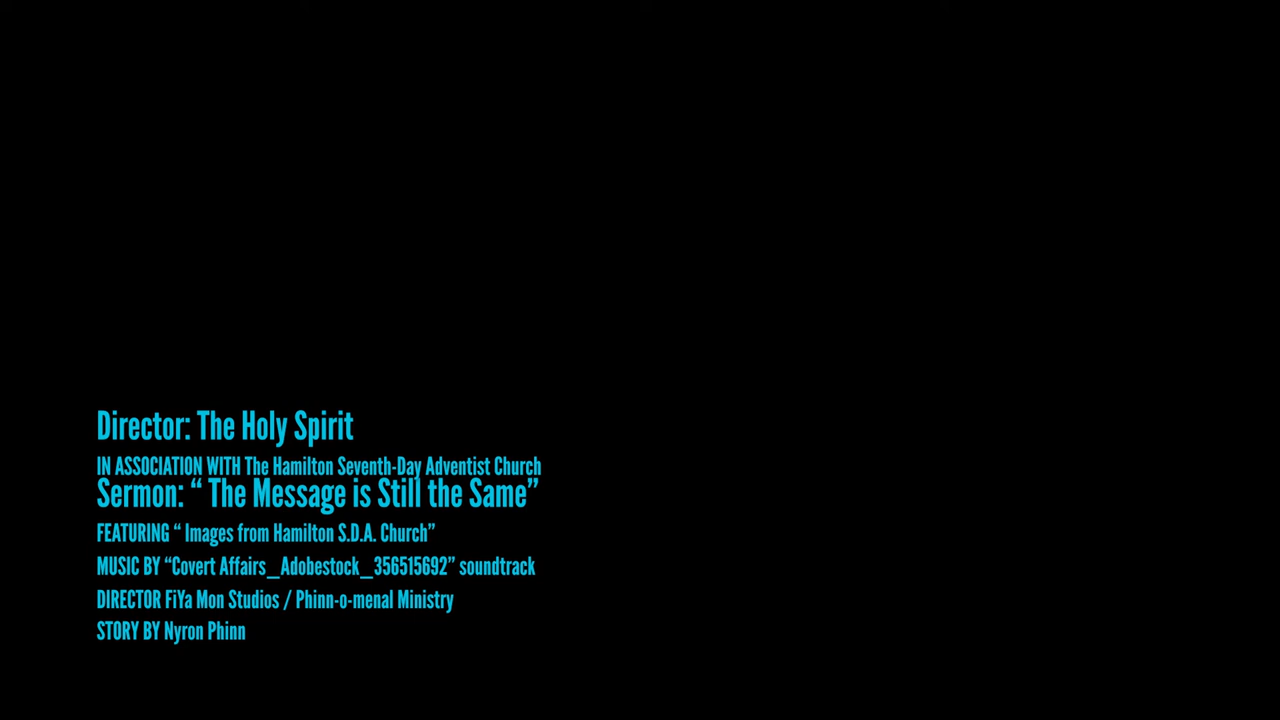 Director: The Holy Spirit
IN ASSOCIATION WITH The Hamilton Seventh-Day Adventist Church
Sermon: “ The Message is Still the Same”
FEATURING “ Images from Hamilton S.D.A. Church”
MUSIC BY “Covert Affairs_Adobestock_356515692” soundtrack
DIRECTOR FiYa Mon Studios / Phinn-o-menal Ministry
STORY BY Nyron Phinn